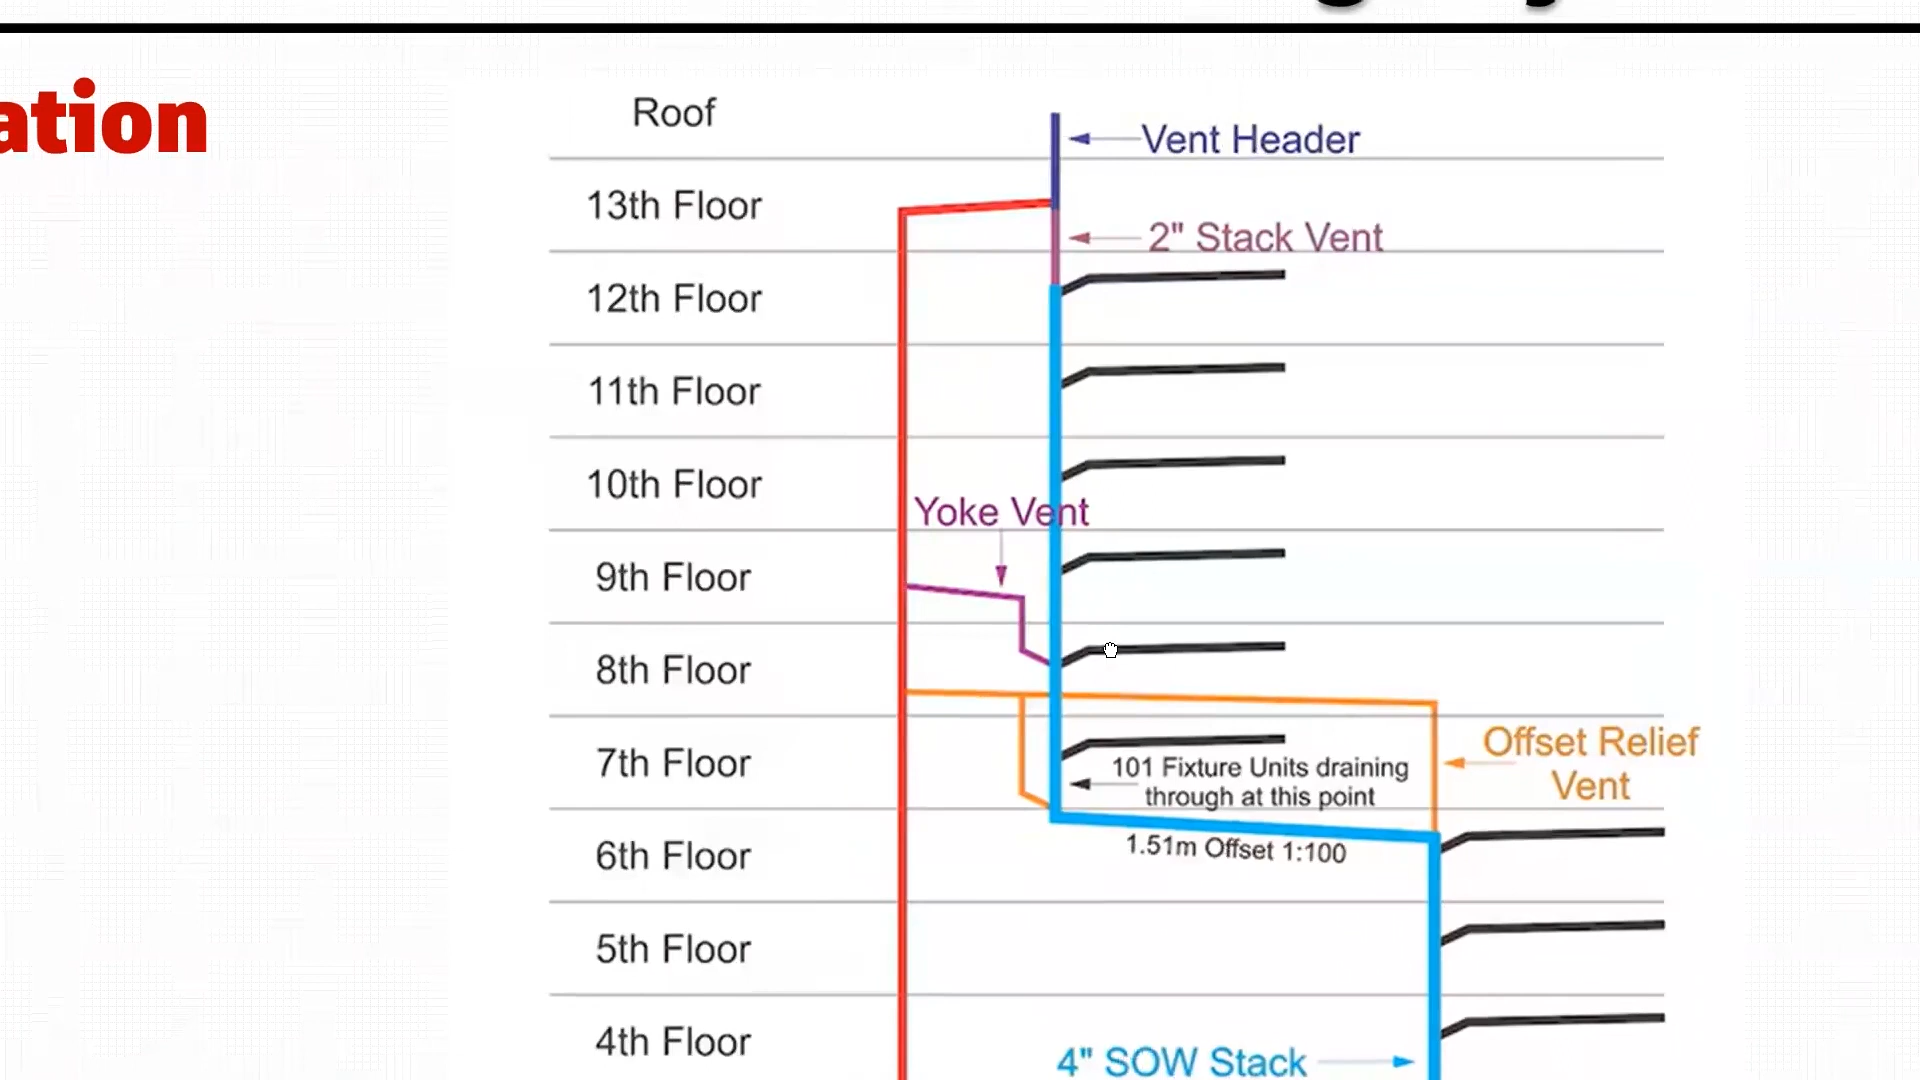 ation
Roof
Vent Header
13th Floor
2" Stack Vent
12th Floor
11th Floor
10th Floor
Yoke Vent
9th Floor
8th Floor
Offset Relief
Vent
7th Floor
101 Fixture Units draining
through at this point
1.51m Offset 1:100
6th Floor
5th Floor
4th Floor
4" SOW Stack